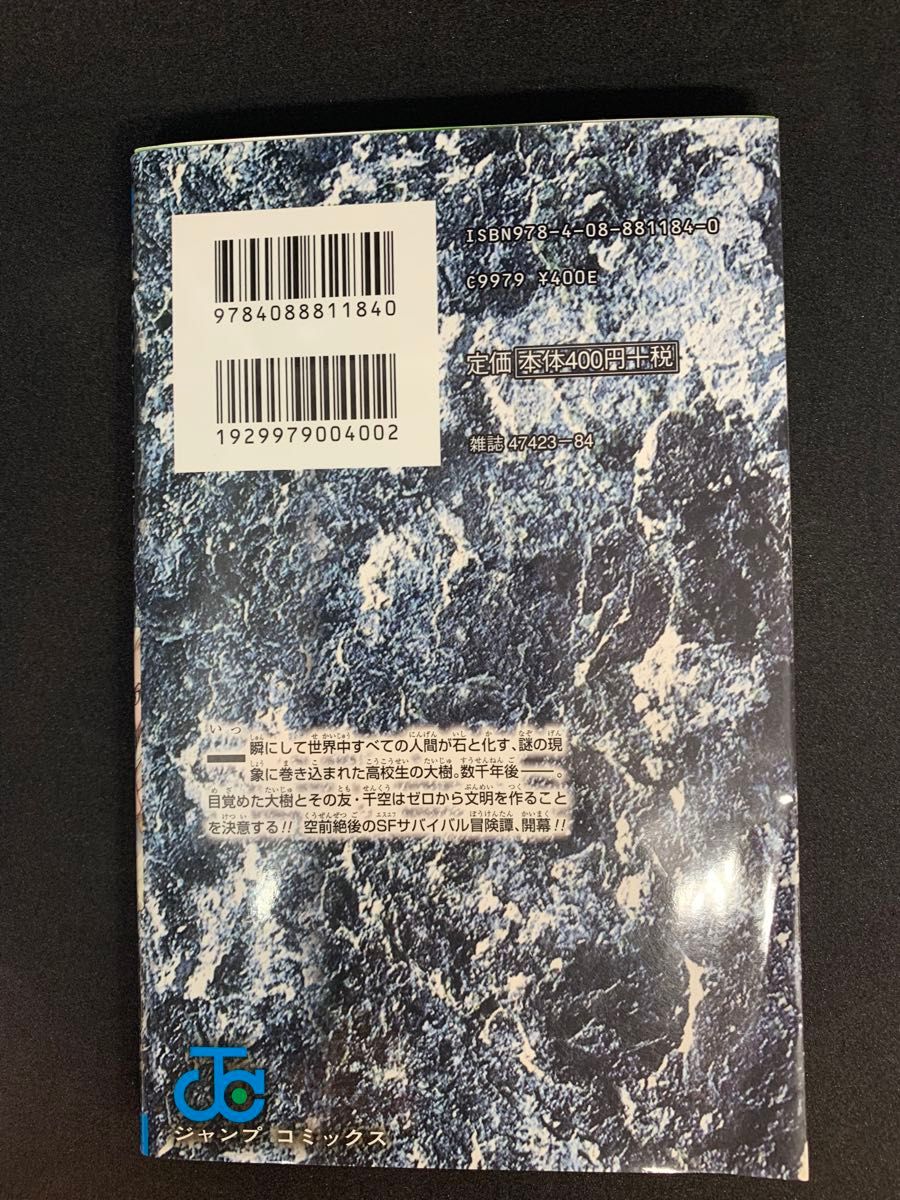 9784088811840
1929979004002
ISBN978-4-08-881184-0
C9979 ¥400E
定価 本体400円+税
雑誌 47423-84
一瞬にして世界中すべての人間が石と化す、謎の現
象に巻き込まれた高校生の大樹。数千年後――。
目覚めた大樹とその友・千空はゼロから文明を作ること
を決意する!! 空前絶後のSFサバイバル冒険譚、開幕!!
ジャンプ コミックス